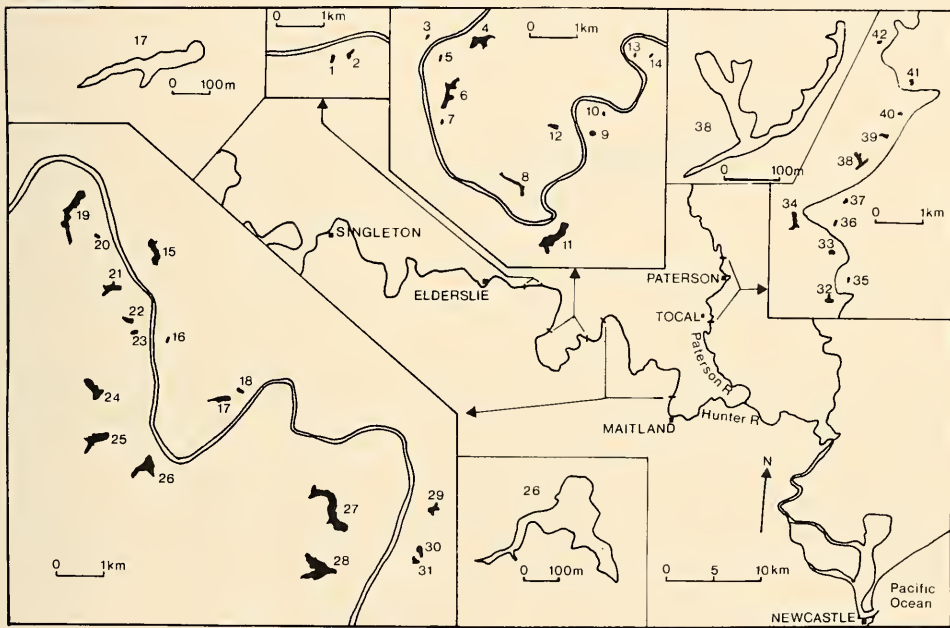 17
0 100m
0 1km
1 2
3 4
5
6
7
8
9
10
11
12
13 14
0 1km
38
0 100m
42
41
40
39
38
37
36
34
33
35
32
0 1km
19
20
15
21
22
23
16
24
25
26
17
18
27
28
29
30
31
0 1km
SINGLETON
ELDERSLIE
PATERSON
TOCAL
Paterson R
MAITLAND
Hunter R
26
0 100m
N
0 5 10km
Pacific
Ocean
NEWCASTLE